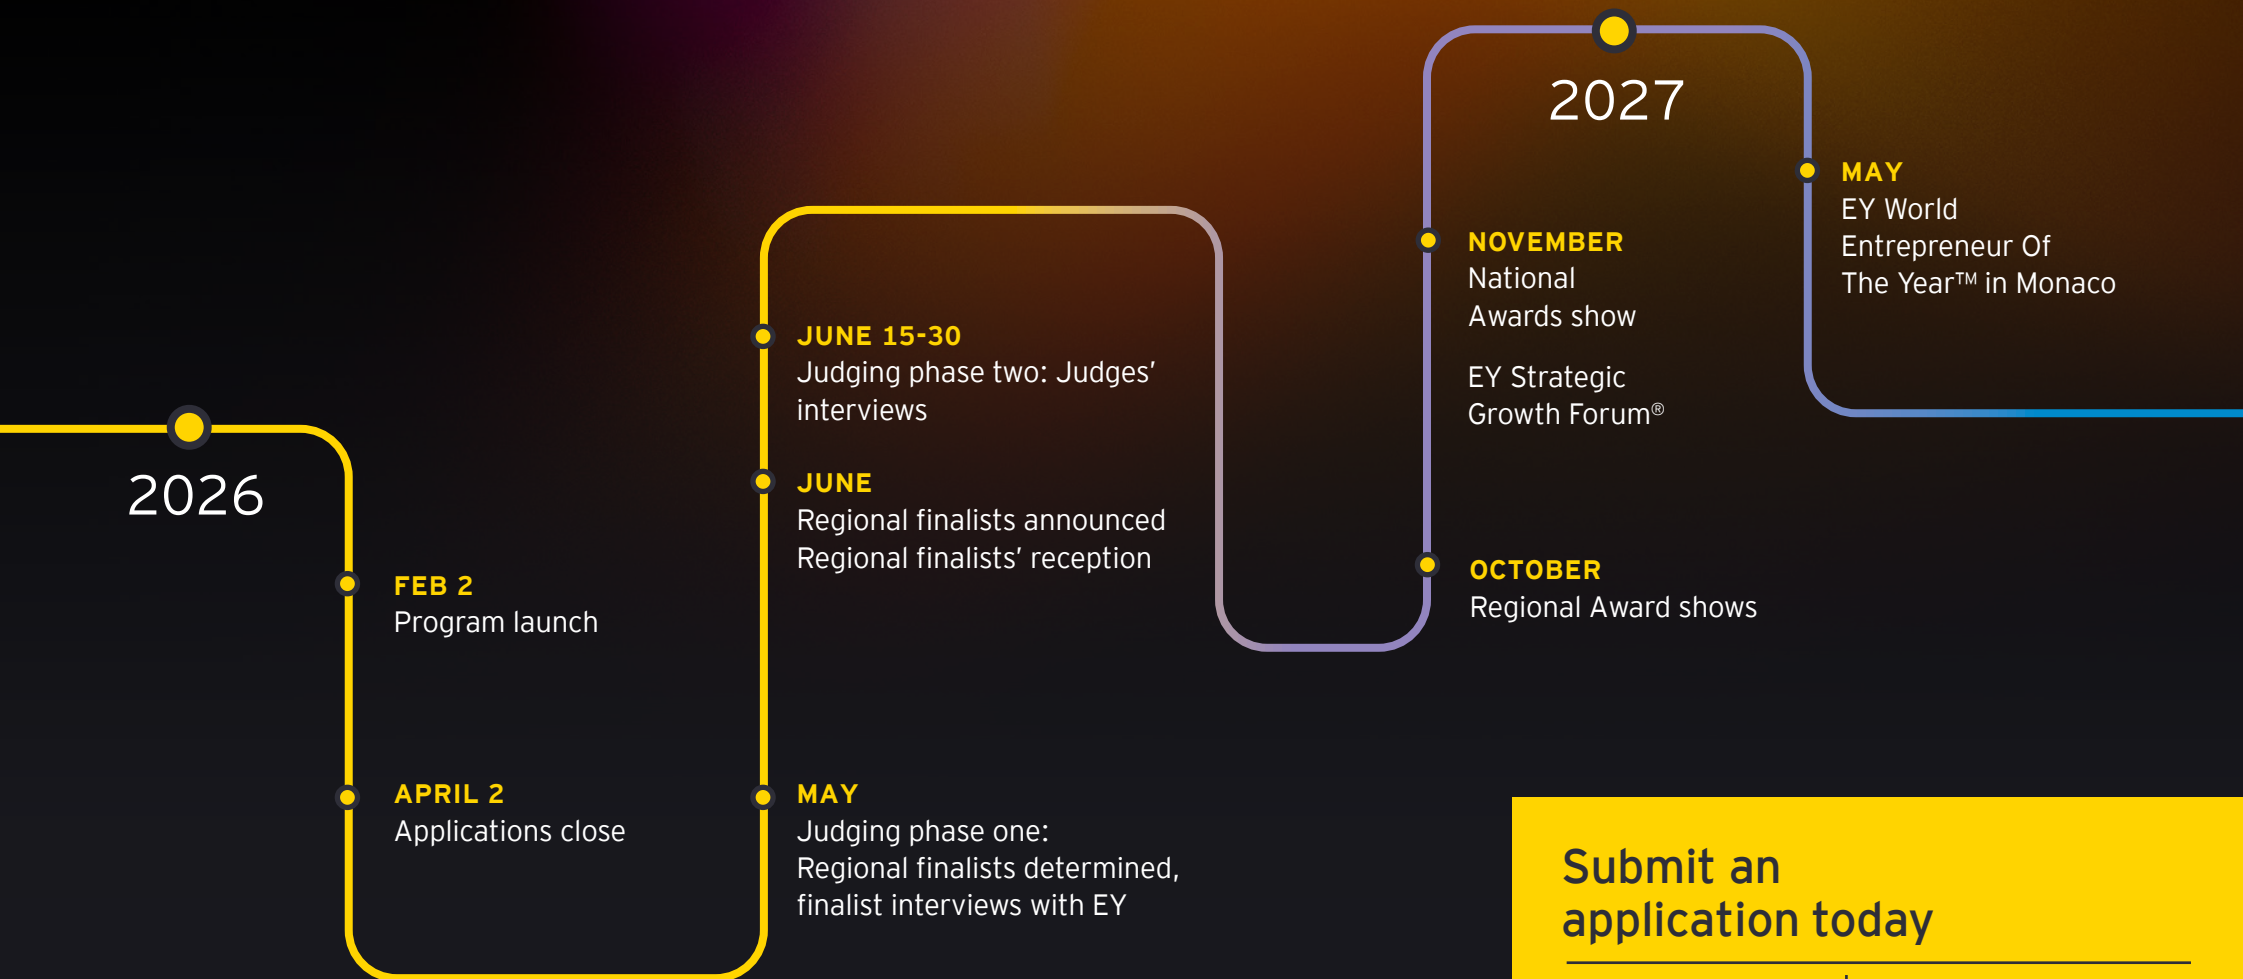 2026
FEB 2
Program launch
APRIL 2
Applications close
MAY
Judging phase one:
Regional finalists determined,
finalist interviews with EY
JUNE
Regional finalists announced
Regional finalists’ reception
JUNE 15-30
Judging phase two: Judges’
interviews
OCTOBER
Regional Award shows
NOVEMBER
National
Awards show
EY Strategic
Growth Forum®
2027
MAY
EY World
Entrepreneur Of
The Year™ in Monaco
Submit an
application today